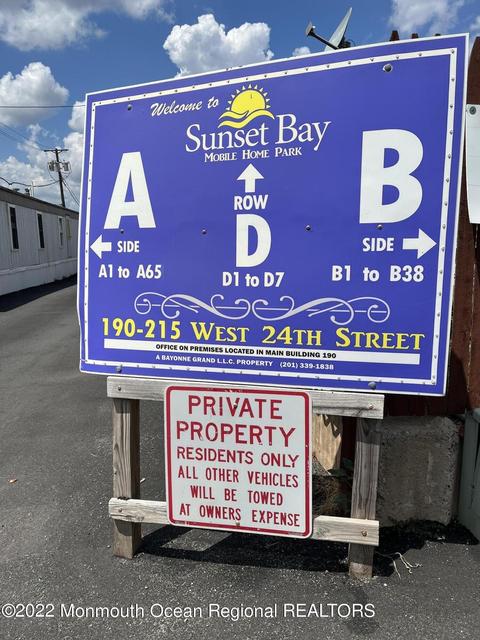 Welcome to
Sunset Bay
MOBILE HOME PARK
A
SIDE
A1 to A65
ROW
D
D1 to D7
B
SIDE
B1 to B38
190-215 WEST 24TH STREET
OFFICE ON PREMISES LOCATED IN MAIN BUILDING 190
A BAYONNE GRAND L.L.C. PROPERTY (201) 339-1838
PRIVATE
PROPERTY
RESIDENTS ONLY
ALL OTHER VEHICLES
WILL BE TOWED
AT OWNERS EXPENSE
©2022 Monmouth Ocean Regional REALTORS